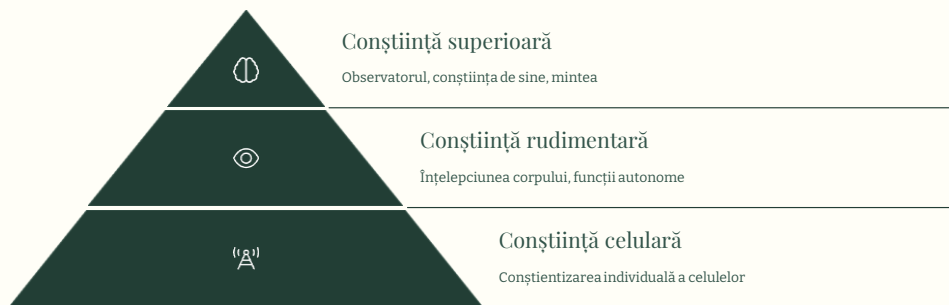 Conștiință superioară
Observatorul, conștiința de sine, mintea
Conștiință rudimentară
Înțelepciunea corpului, funcții autonome
Conștiință celulară
Conștientizarea individuală a celulelor